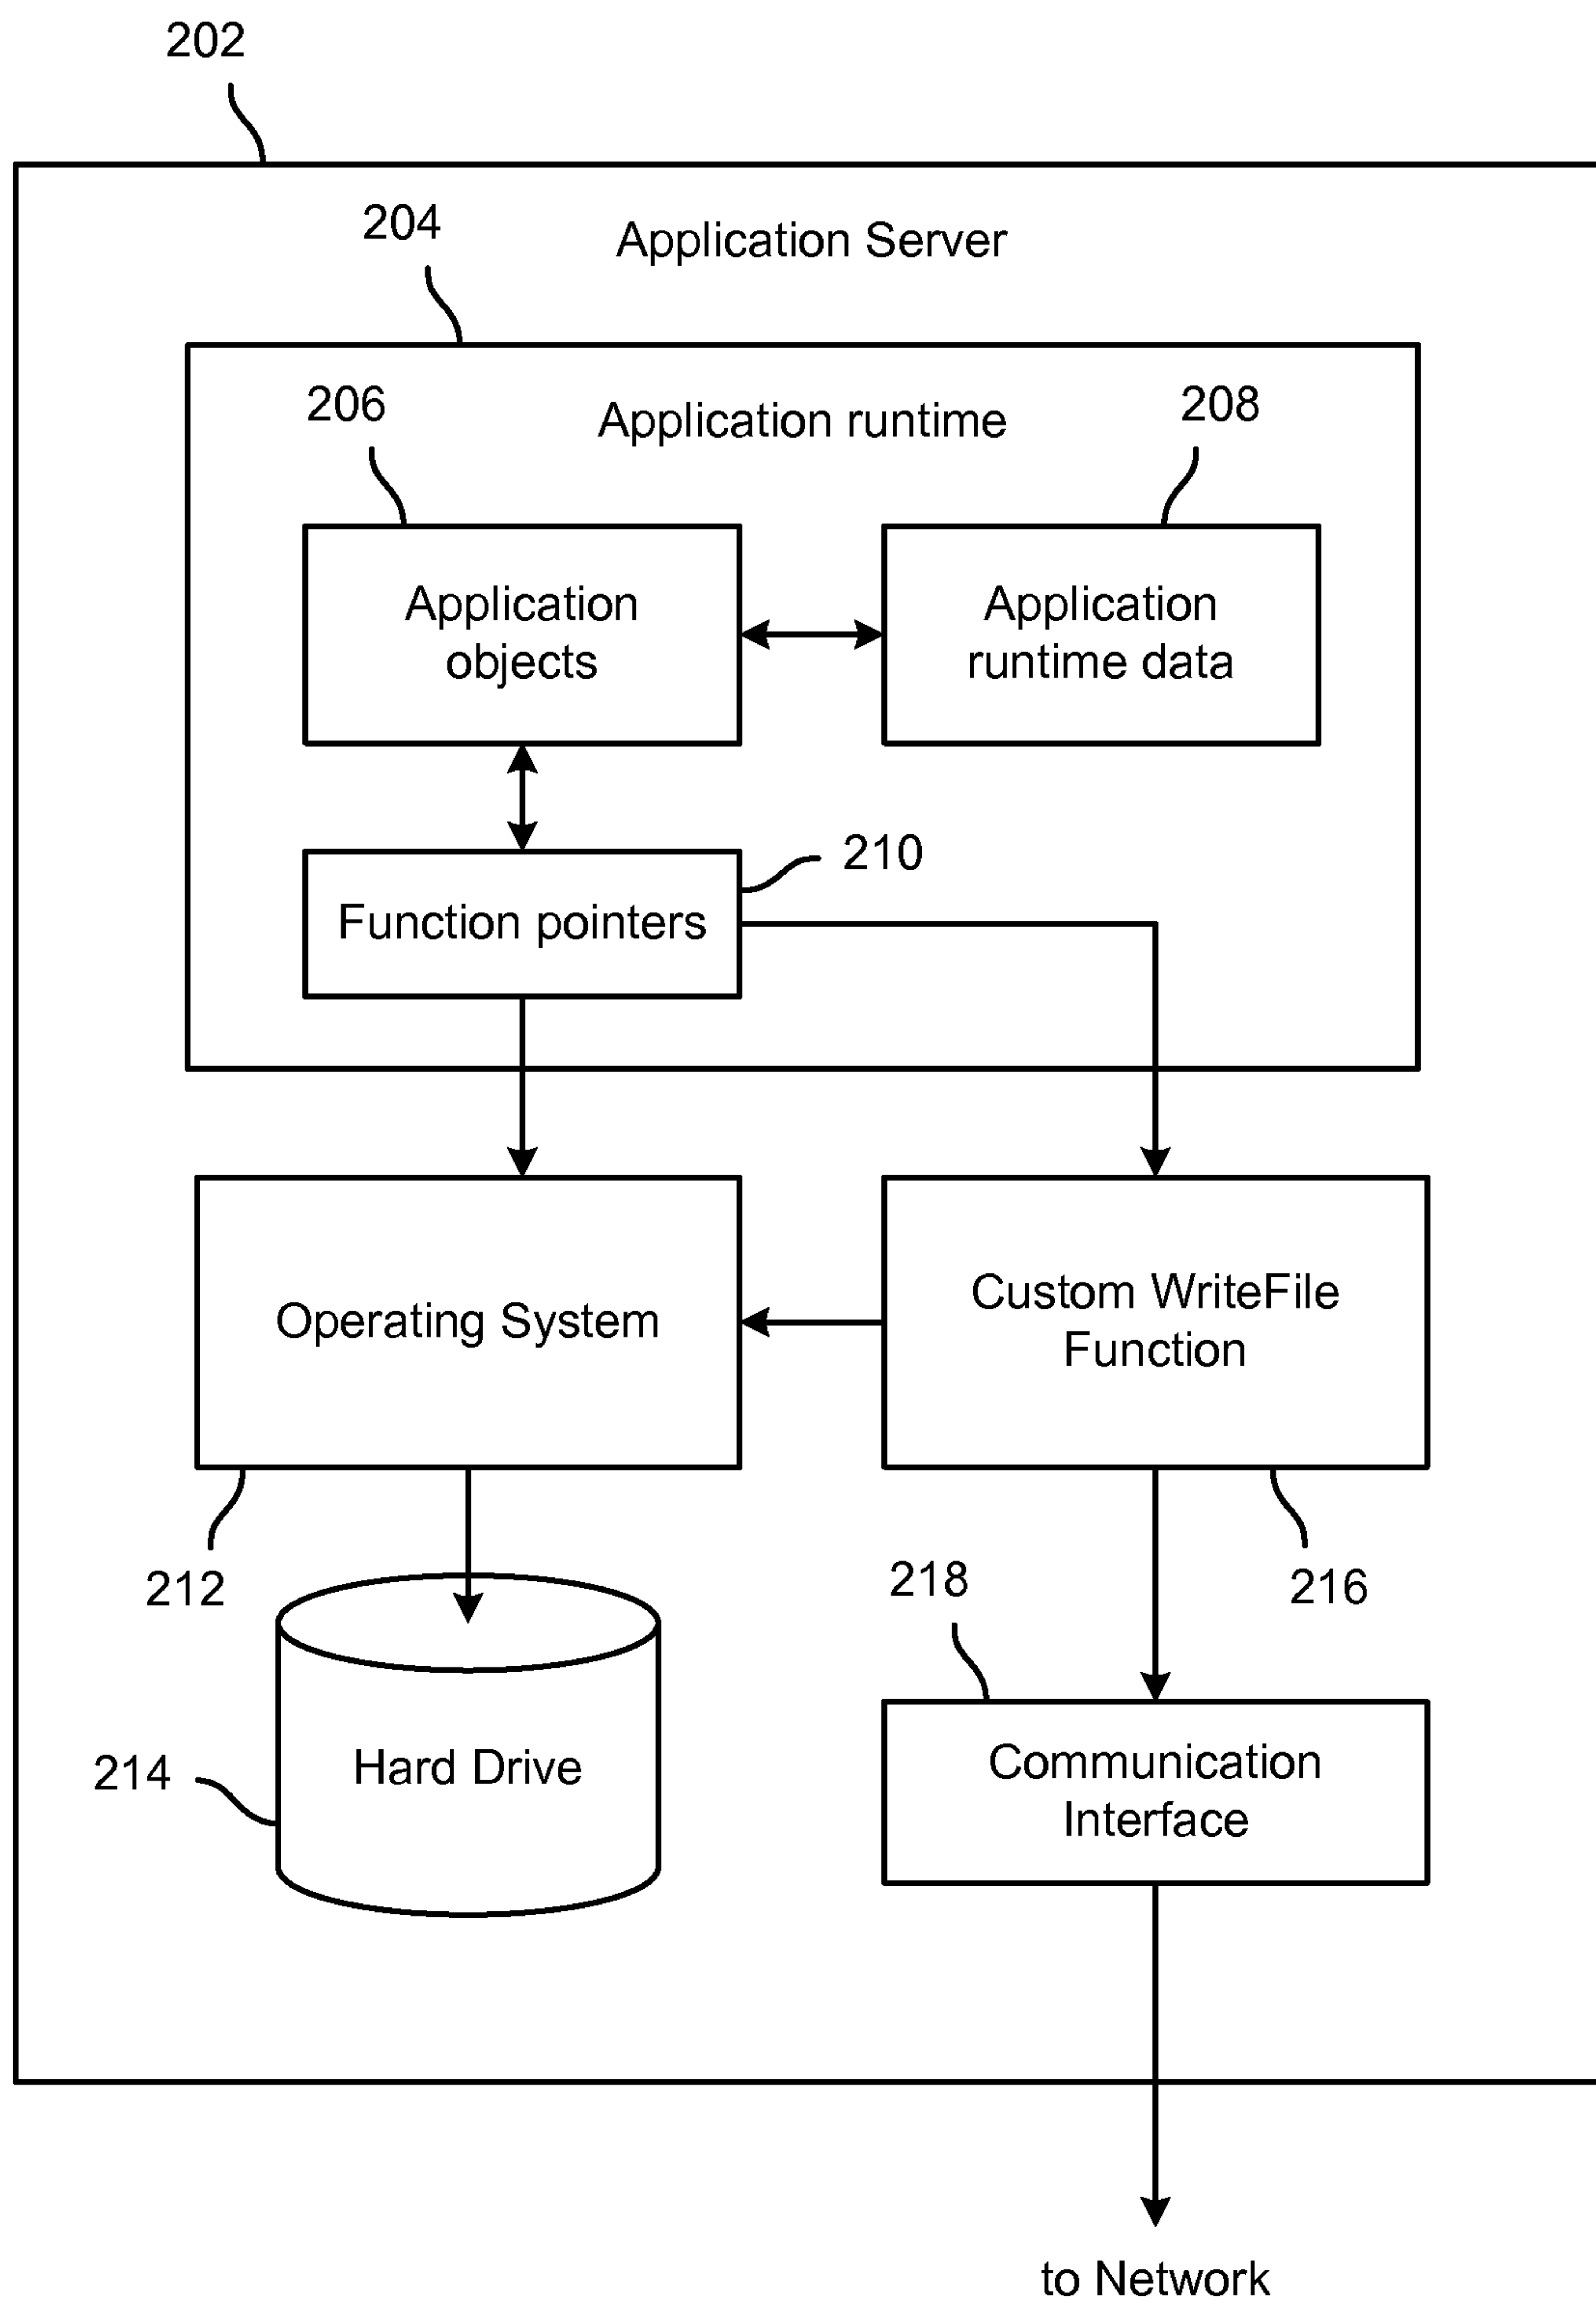 202
204
Application Server
206
Application runtime
208
Application
objects
Application
runtime data
210
Function pointers
Operating System
Custom WriteFile
Function
212
218
216
214
Hard Drive
Communication
Interface
to Network